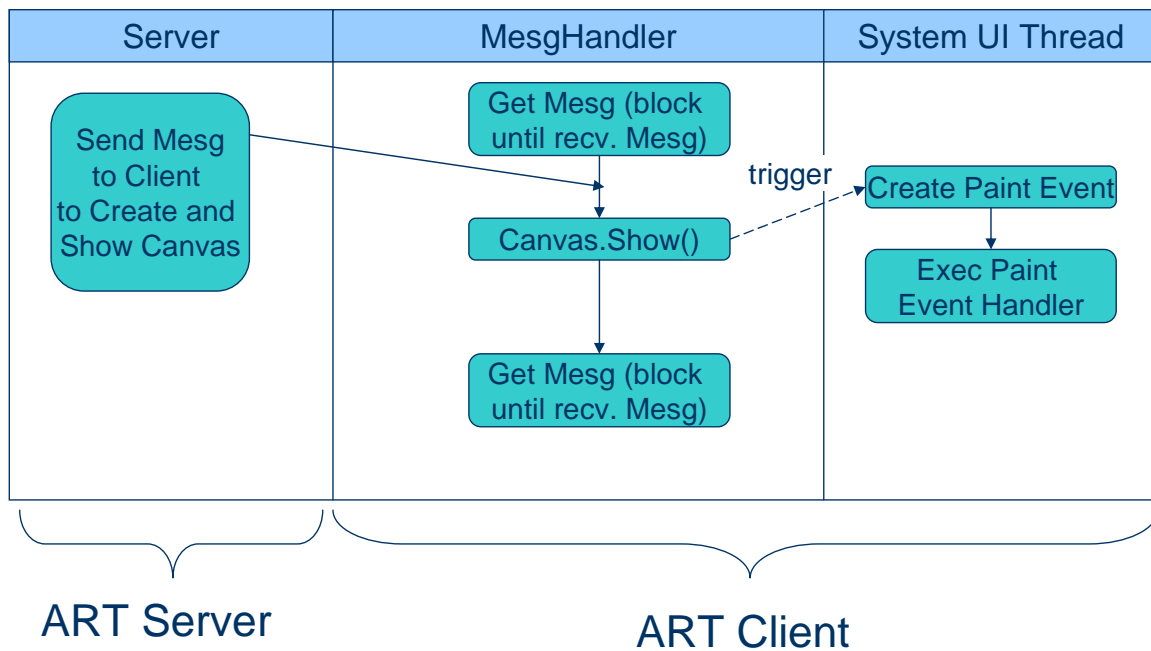 Server
MesgHandler
System UI Thread
Send Mesg
to Client
to Create and
Show Canvas
Get Mesg (block
until recv. Mesg)
trigger
Canvas.Show()
Get Mesg (block
until recv. Mesg)
Create Paint Event
Exec Paint
Event Handler
ART Server
ART Client